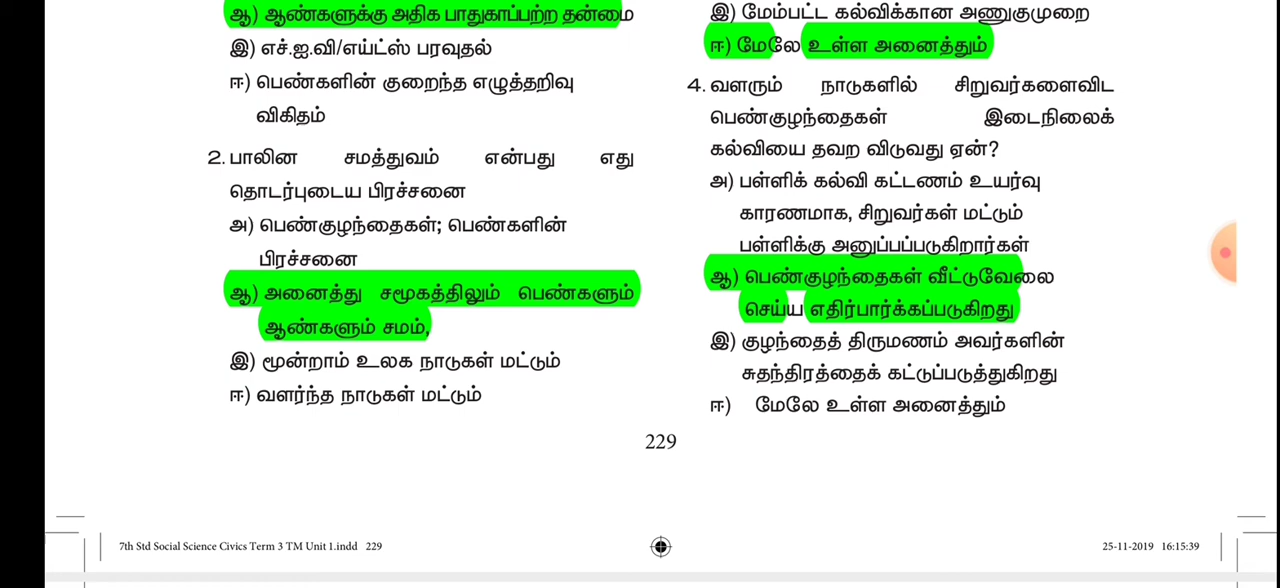 ஆ) ஆண்களுக்கு அதிக பாதுகாப்பற்ற தன்மை
இ) எச்.ஐ.வி/எய்ட்ஸ் பரவுதல்
ஈ) பெண்களின் குறைந்த எழுத்தறிவு
விகிதம்
2. பாலின சமத்துவம் என்பது எது
தொடர்புடைய பிரச்சனை
அ) பெண்குழந்தைகள்; பெண்களின்
பிரச்சனை
ஆ) அனைத்து சமூகத்திலும் பெண்களும்
ஆண்களும் சமம்,
இ) மூன்றாம் உலக நாடுகள் மட்டும்
ஈ) வளர்ந்த நாடுகள் மட்டும்
இ) மேம்பட்ட கல்விக்கான அணுகுமுறை
ஈ) மேலே உள்ள அனைத்தும்
4. வளரும் நாடுகளில் சிறுவர்களைவிட
பெண்குழந்தைகள் இடைநிலைக்
கல்வியை தவற விடுவது ஏன்?
அ) பள்ளிக் கல்வி கட்டணம் உயர்வு
காரணமாக, சிறுவர்கள் மட்டும்
பள்ளிக்கு அனுப்பப்படுகிறார்கள்
ஆ) பெண்குழந்தைகள் வீட்டுவேலை
செய்ய எதிர்பார்க்கப்படுகிறது
இ) குழந்தைத் திருமணம் அவர்களின்
சுதந்திரத்தைக் கட்டுப்படுத்துகிறது
ஈ) மேலே உள்ள அனைத்தும்
229
7th Std Social Science Civics Term 3 TM Unit 1.indd 229
25-11-2019 16:15:39